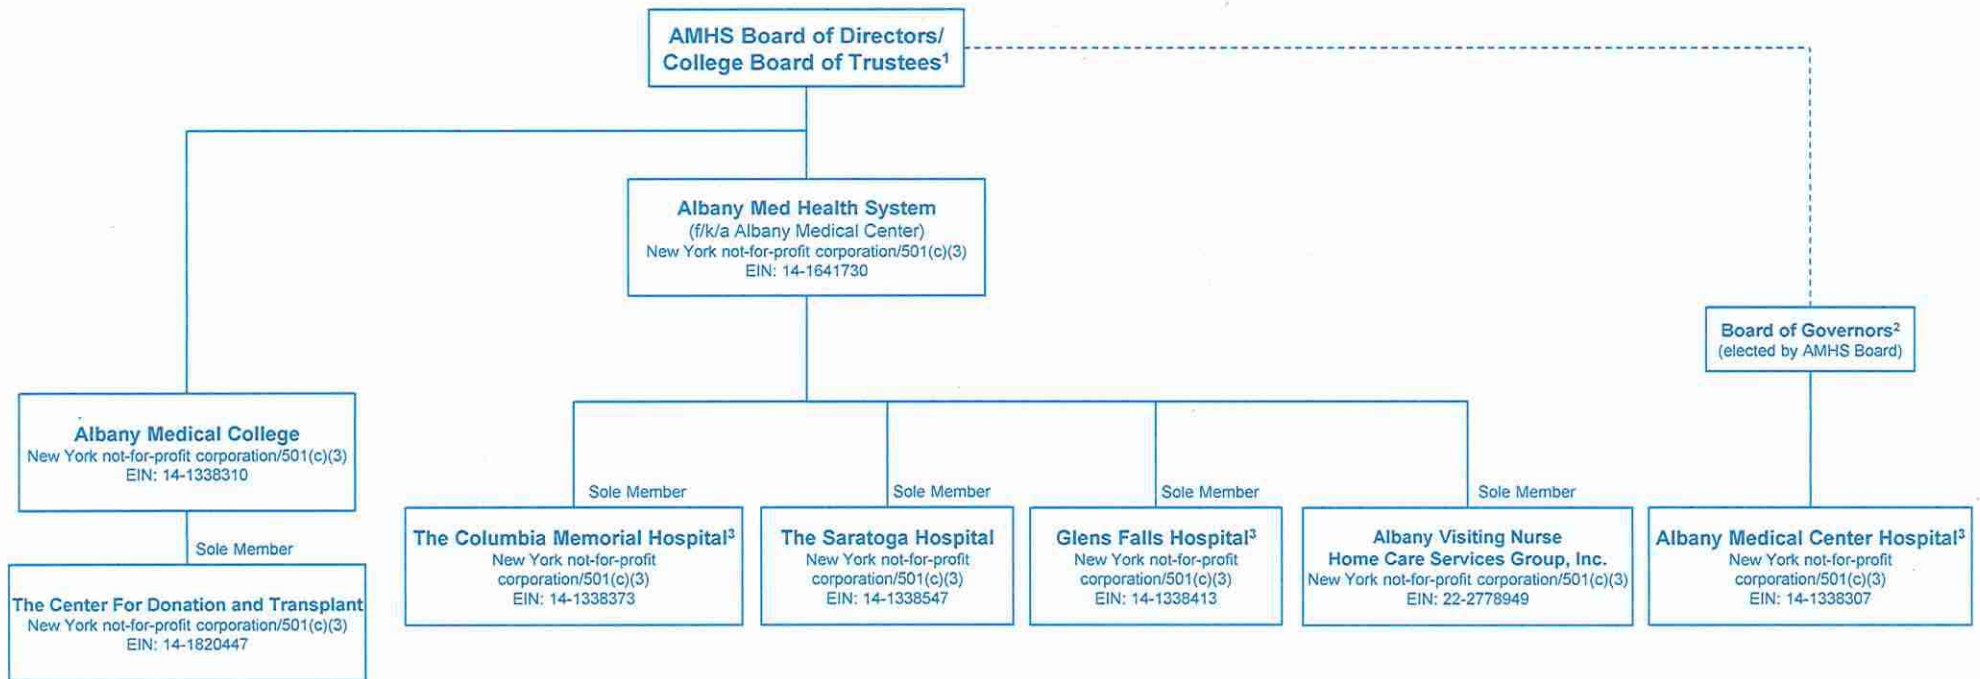 AMHS Board of Directors/
College Board of Trustees¹
Albany Med Health System
(f/k/a Albany Medical Center)
New York not-for-profit corporation/501(c)(3)
EIN: 14-1641730
Board of Governors²
(elected by AMHS Board)
Albany Medical College
New York not-for-profit corporation/501(c)(3)
EIN: 14-1338310
Sole Member
The Center For Donation and Transplant
New York not-for-profit corporation/501(c)(3)
EIN: 14-1820447
Sole Member
The Columbia Memorial Hospital³
New York not-for-profit
corporation/501(c)(3)
EIN: 14-1338373
Sole Member
The Saratoga Hospital
New York not-for-profit
corporation/501(c)(3)
EIN: 14-1338547
Sole Member
Glens Falls Hospital³
New York not-for-profit
corporation/501(c)(3)
EIN: 14-1338413
Sole Member
Albany Visiting Nurse
Home Care Services Group, Inc.
New York not-for-profit corporation/501(c)(3)
EIN: 22-2778949
Albany Medical Center Hospital³
New York not-for-profit
corporation/501(c)(3)
EIN: 14-1338307